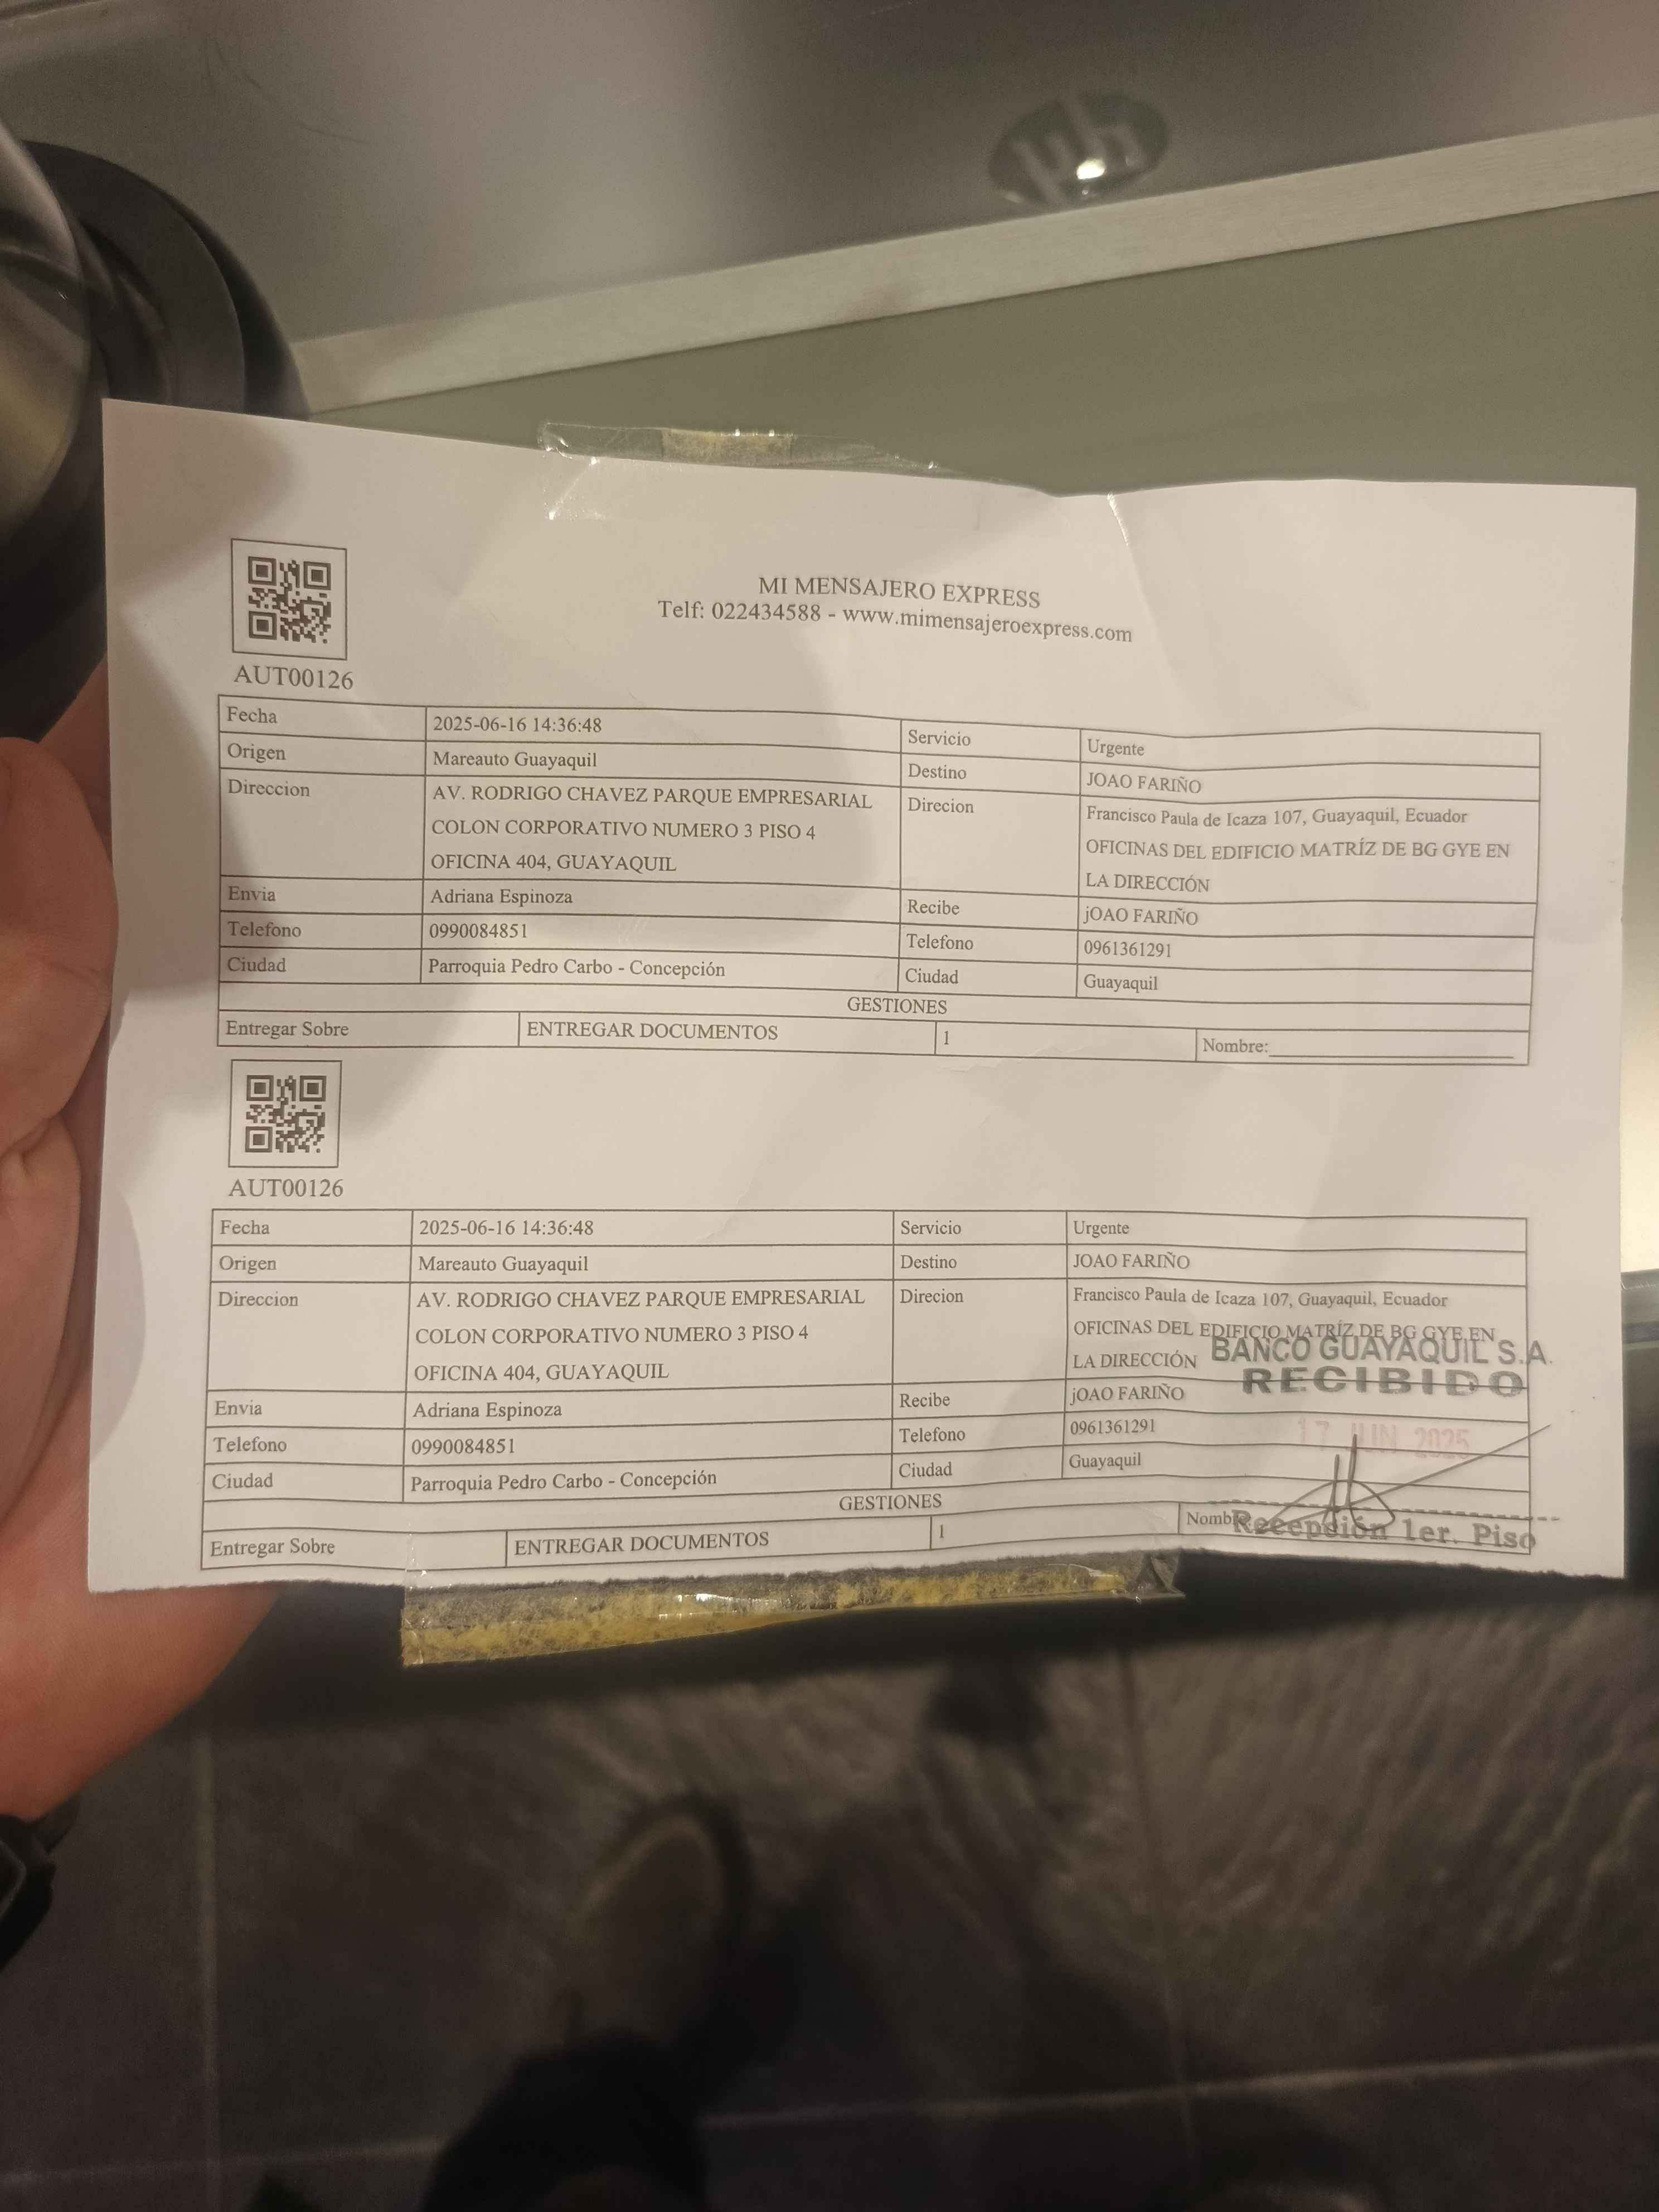 hp
MI MENSAJERO EXPRESS
Telf: 022434588 - www.mimensajeroexpress.com
AUT00126
Fecha 2025-06-16 14:36:48 Servicio Urgente
Origen Mareauto Guayaquil Destino JOAO FARIÑO
Direccion AV. RODRIGO CHAVEZ PARQUE EMPRESARIAL Direcion Francisco Paula de Icaza 107, Guayaquil, Ecuador
COLON CORPORATIVO NUMERO 3 PISO 4 OFICINAS DEL EDIFICIO MATRÍZ DE BG GYE EN
OFICINA 404, GUAYAQUIL LA DIRECCIÓN
Envia Adriana Espinoza Recibe jOAO FARIÑO
Telefono 0990084851 Telefono 0961361291
Ciudad Parroquia Pedro Carbo - Concepción Ciudad Guayaquil
GESTIONES
Entregar Sobre ENTREGAR DOCUMENTOS 1 Nombre:
AUT00126
Fecha 2025-06-16 14:36:48 Servicio Urgente
Origen Mareauto Guayaquil Destino JOAO FARIÑO
Direccion AV. RODRIGO CHAVEZ PARQUE EMPRESARIAL Direcion Francisco Paula de Icaza 107, Guayaquil, Ecuador
COLON CORPORATIVO NUMERO 3 PISO 4 OFICINAS DEL EDIFICIO MATRÍZ DE BG GYE EN
OFICINA 404, GUAYAQUIL LA DIRECCIÓN
BANCO GUAYAQUIL S.A.
RECIBIDO
Envia Adriana Espinoza Recibe jOAO FARIÑO
Telefono 0990084851 Telefono 0961361291
17 JUN 2025
Ciudad Parroquia Pedro Carbo - Concepción Ciudad Guayaquil
GESTIONES
Entregar Sobre ENTREGAR DOCUMENTOS 1
Recepción 1er. Piso